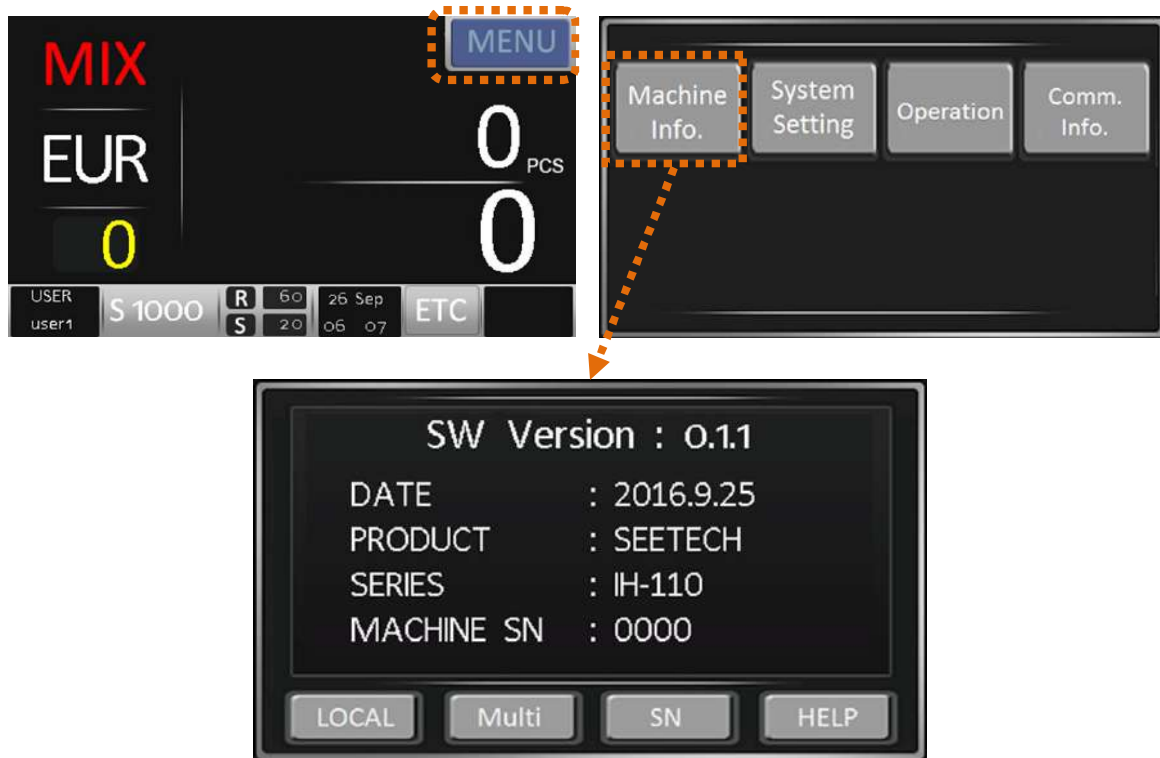 MIX
MENU
EUR
0 PCS
0
0
USER
user1
S 1000
R 60
S 20
26 Sep
06 07
ETC
Machine
Info.
System
Setting
Operation
Comm.
Info.
SW Version : 0.1.1
DATE : 2016.9.25
PRODUCT : SEETECH
SERIES : IH-110
MACHINE SN : 0000
LOCAL
Multi
SN
HELP